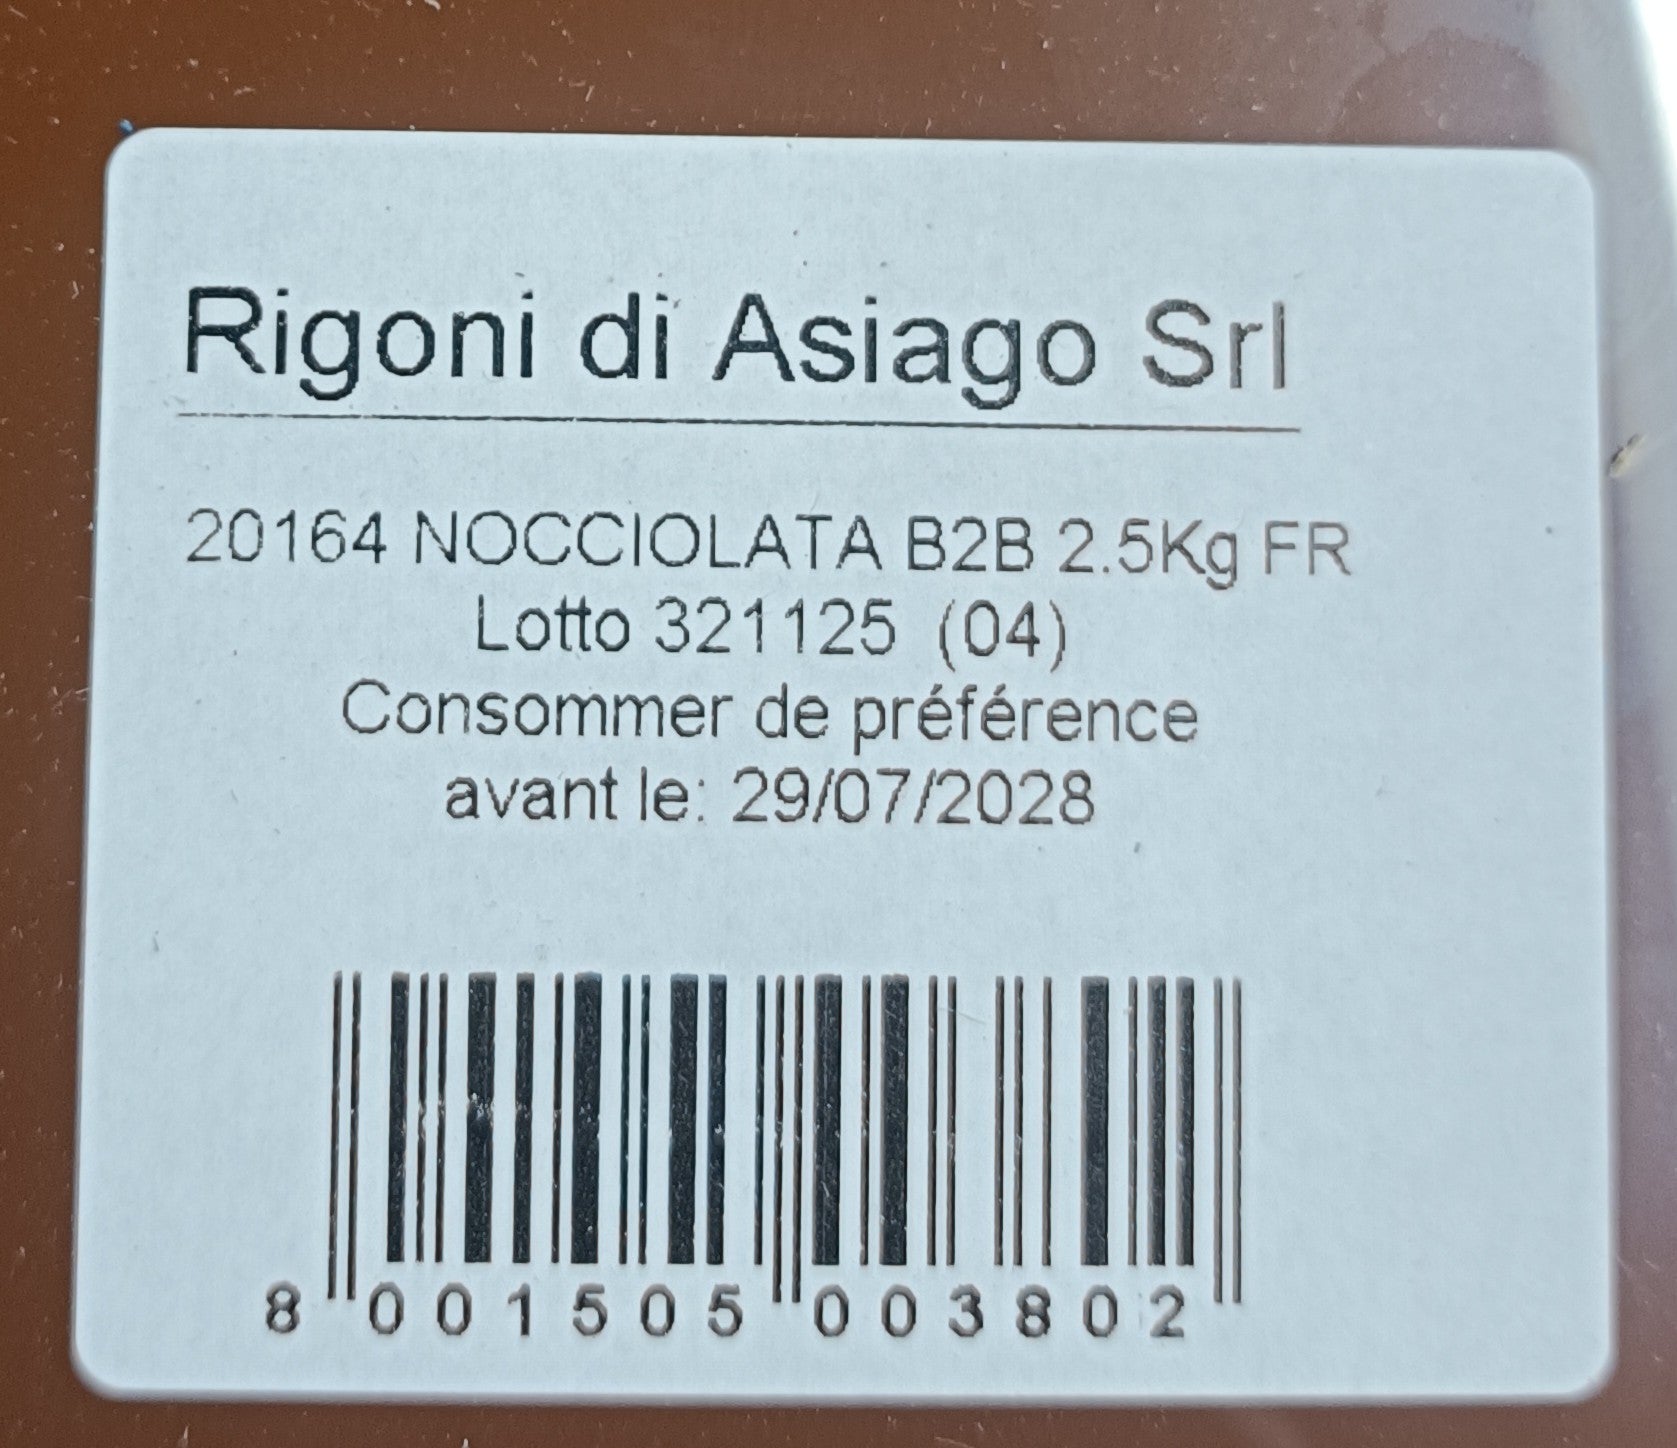 Rigoni di Asiago Srl
20164 NOCCIOLATA B2B 2.5Kg FR
Lotto 321125 (04)
Consommer de préférence
avant le: 29/07/2028
8 001505 003802